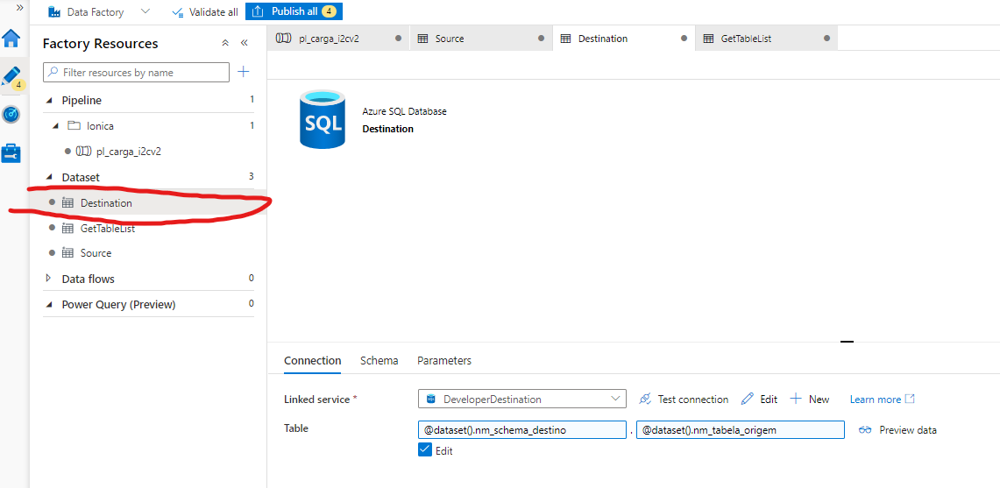 »
Data Factory
Validate all
Publish all 4
4
Factory Resources
«
Filter resources by name
Pipeline 1
Ionica 1
pl_carga_i2cv2
Dataset 3
Destination
GetTableList
Source
Data flows 0
Power Query (Preview) 0
pl_carga_i2cv2
Source
Destination
GetTableList
SQL
Azure SQL Database
Destination
Connection Schema Parameters
Linked service * SQL DeveloperDestination Test connection Edit New Learn more
Table @dataset().nm_schema_destino . @dataset().nm_tabela_origem Preview data
Edit